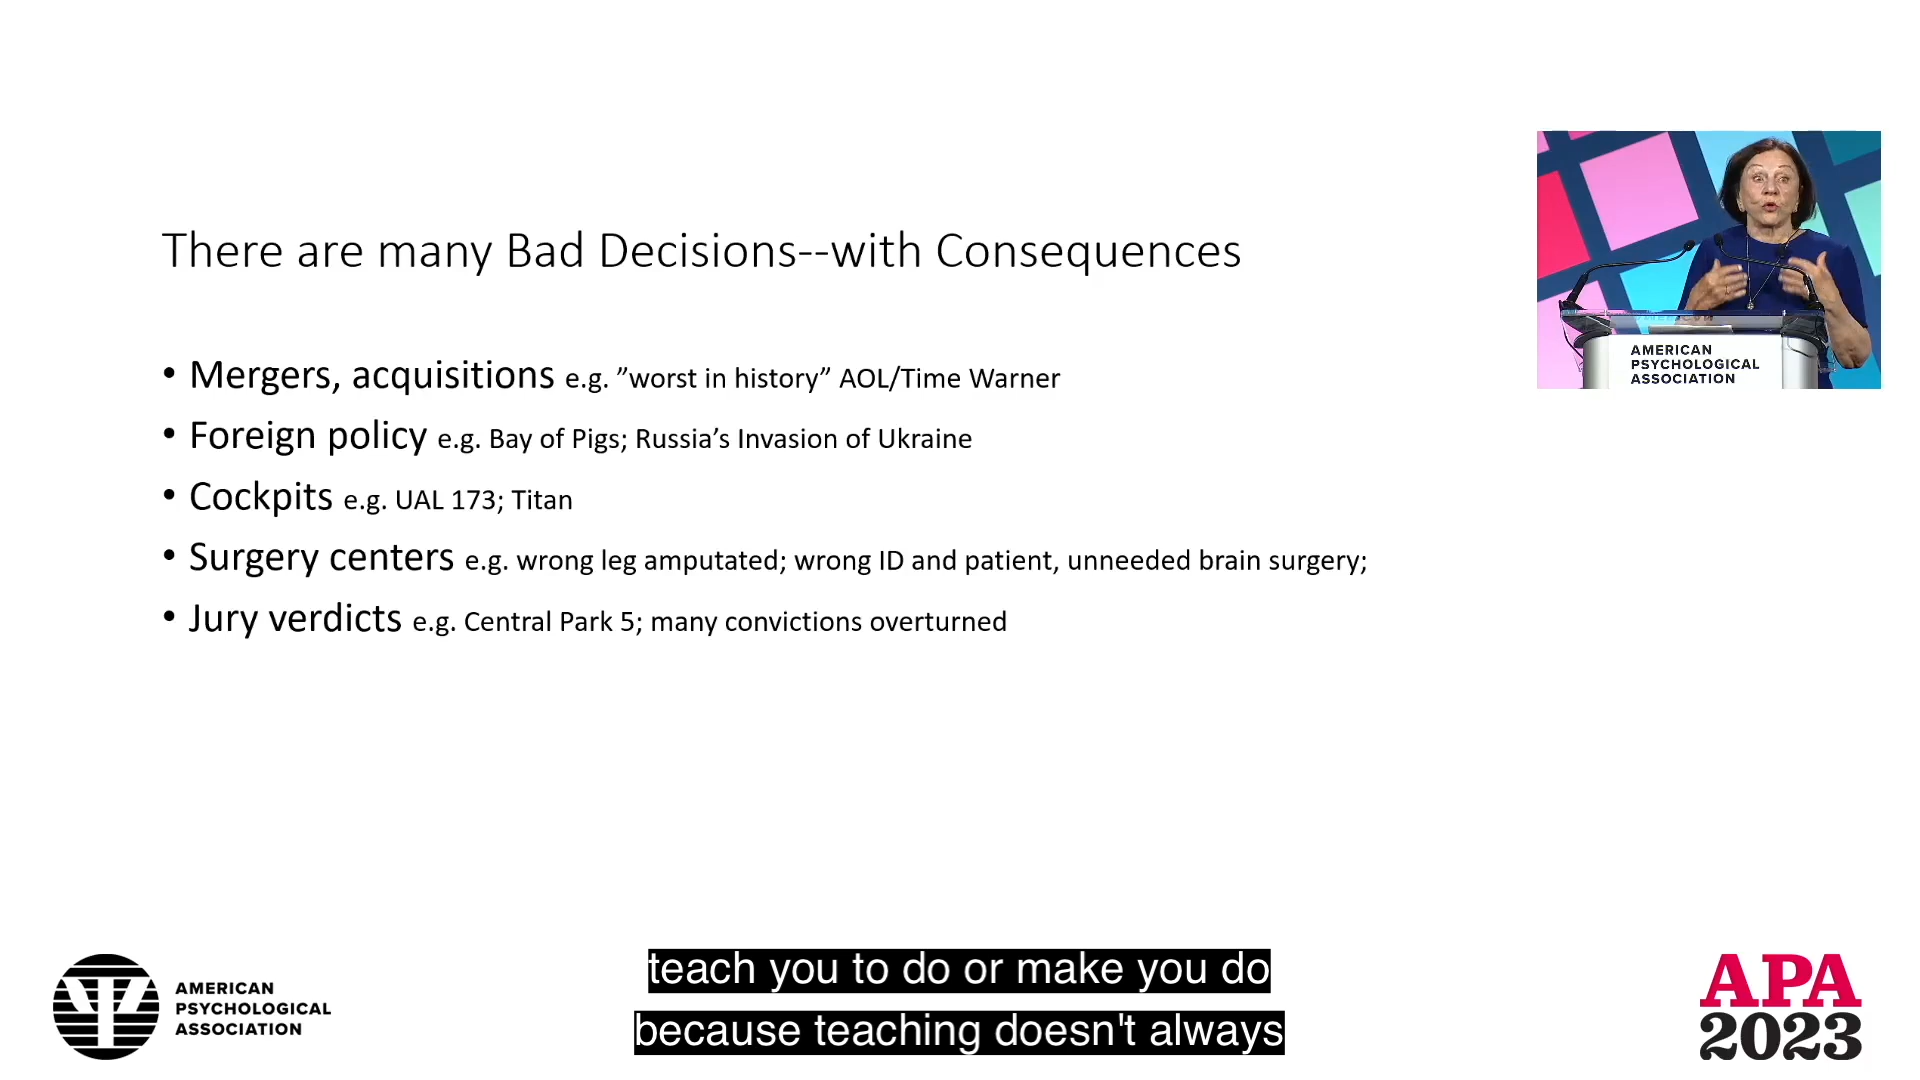 There are many Bad Decisions--with Consequences
• Mergers, acquisitions e.g. ”worst in history” AOL/Time Warner
• Foreign policy e.g. Bay of Pigs; Russia’s Invasion of Ukraine
• Cockpits e.g. UAL 173; Titan
• Surgery centers e.g. wrong leg amputated; wrong ID and patient, unneeded brain surgery;
• Jury verdicts e.g. Central Park 5; many convictions overturned
AMERICAN
PSYCHOLOGICAL
ASSOCIATION
teach you to do or make you do
because teaching doesn't always
AMERICAN
PSYCHOLOGICAL
ASSOCIATION
APA
2023